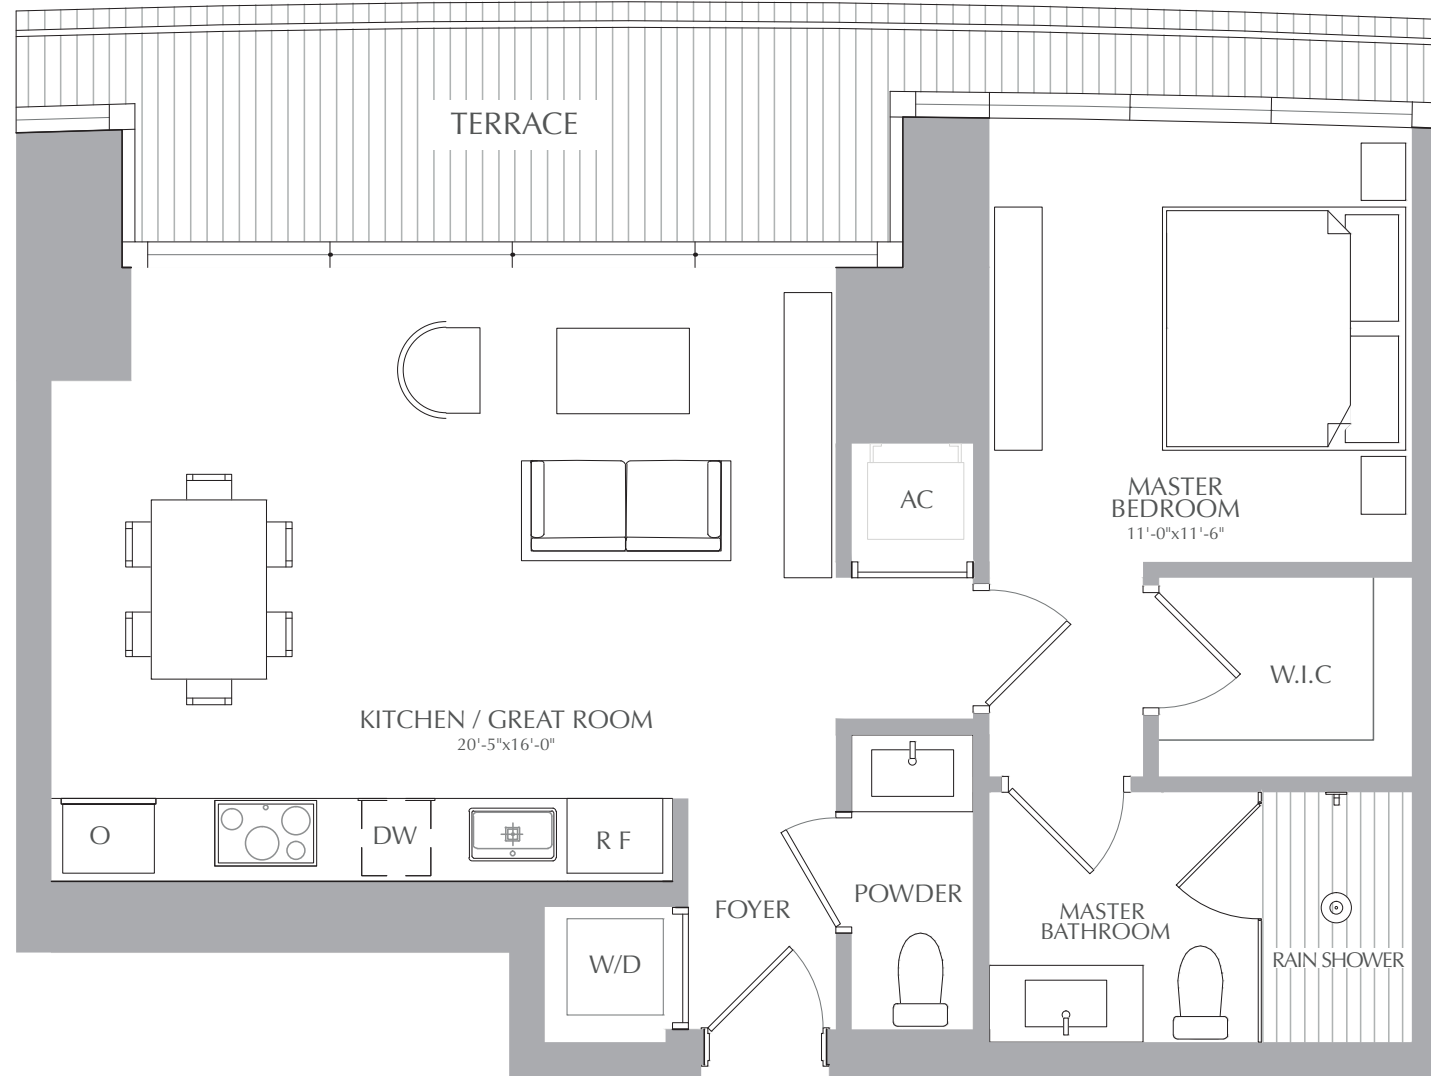 TERRACE
AC
MASTER
BEDROOM
11'-0"x11'-6"
W.I.C
KITCHEN / GREAT ROOM
20'-5"x16'-0"
O
DW
R F
FOYER
POWDER
MASTER
BATHROOM
W/D
RAIN SHOWER